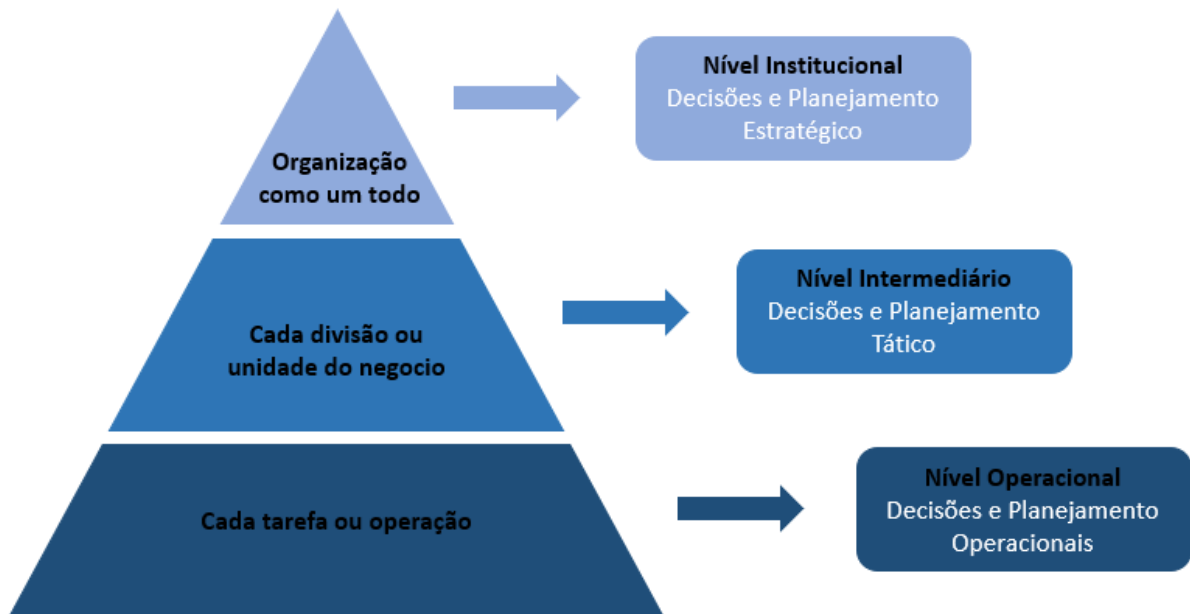 Organização
como um todo
Nível Institucional
Decisões e Planejamento
Estratégico
Cada divisão ou
unidade do negocio
Nível Intermediário
Decisões e Planejamento
Tático
Cada tarefa ou operação
Nível Operacional
Decisões e Planejamento
Operacionais